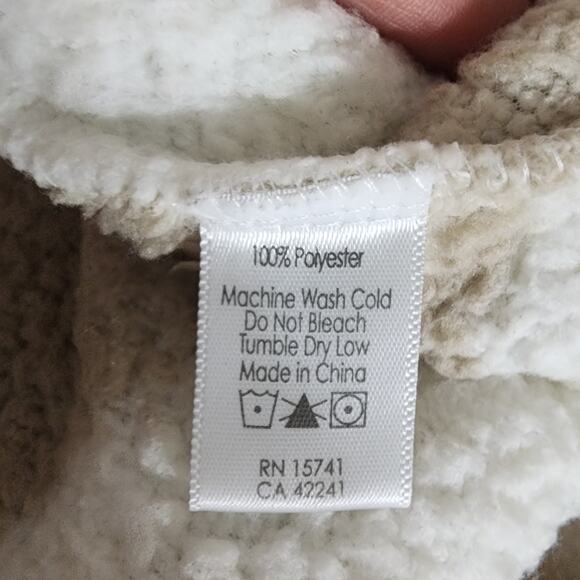 100% Polyester
Machine Wash Cold
Do Not Bleach
Tumble Dry Low
Made in China
RN 15741
CA 42241